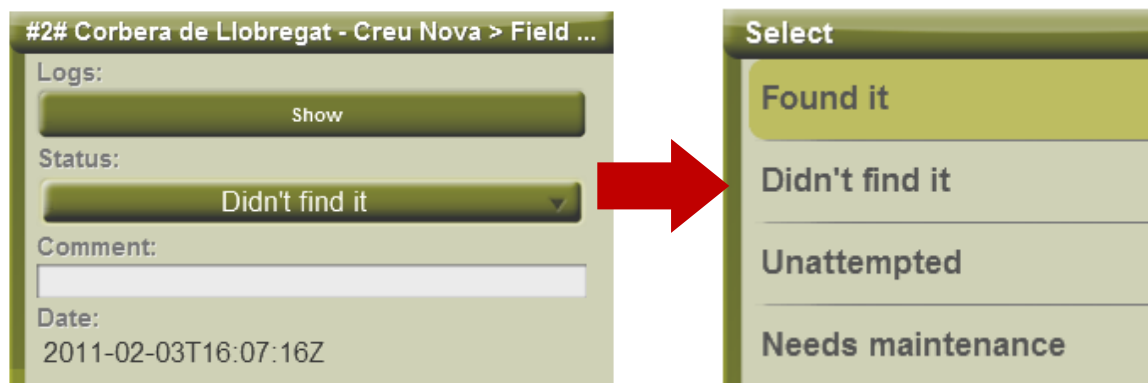 #2# Corbera de Llobregat - Creu Nova > Field ...
Logs:
Show
Status:
Didn't find it
Comment:
Date:
2011-02-03T16:07:16Z
Select
Found it
Didn't find it
Unattempted
Needs maintenance